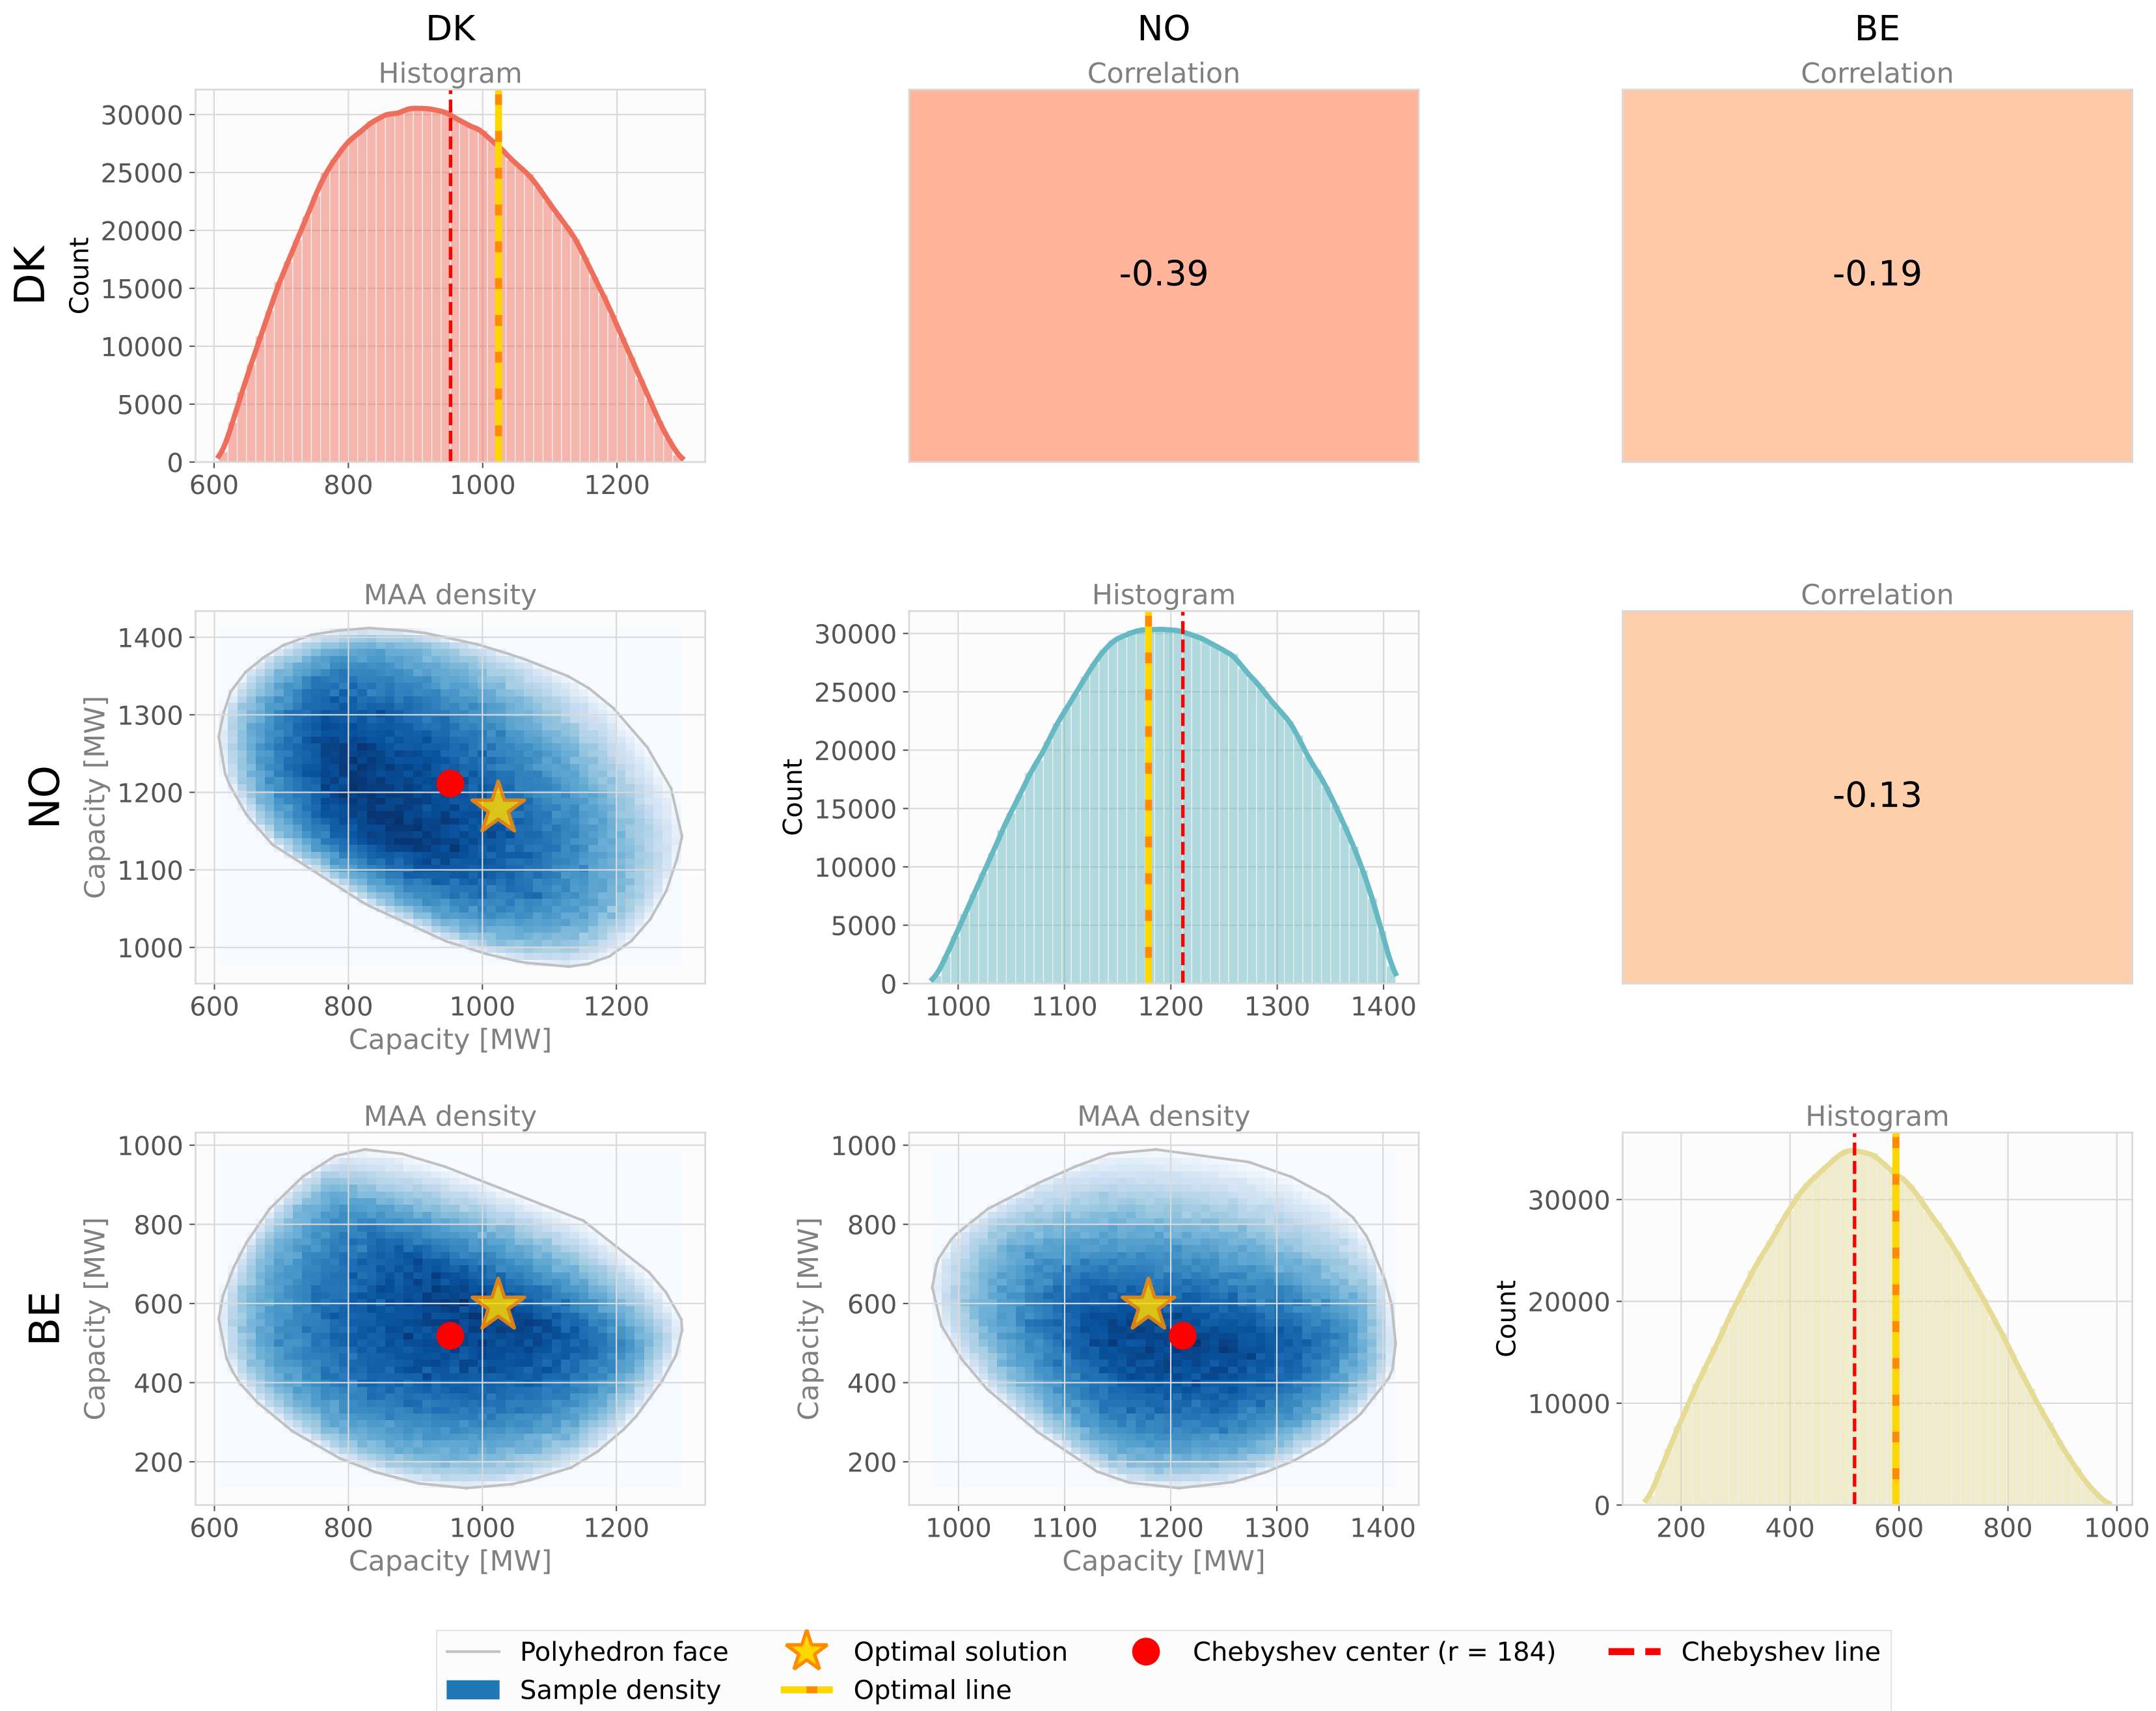 DK
NO
BE
Histogram
Correlation
Correlation
DK
Count
30000
25000
20000
15000
10000
5000
0
600 800 1000 1200
-0.39
-0.19
MAA density
Histogram
Correlation
NO
Capacity [MW]
1400
1300
1200
1100
1000
600 800 1000 1200
Capacity [MW]
Count
30000
25000
20000
15000
10000
5000
0
1000 1100 1200 1300 1400
-0.13
MAA density
MAA density
Histogram
BE
Capacity [MW]
1000
800
600
400
200
600 800 1000 1200
Capacity [MW]
Capacity [MW]
1000
800
600
400
200
1000 1100 1200 1300 1400
Capacity [MW]
Count
30000
20000
10000
0
200 400 600 800 1000
Polyhedron face
Optimal solution
Chebyshev center (r = 184)
Chebyshev line
Sample density
Optimal line